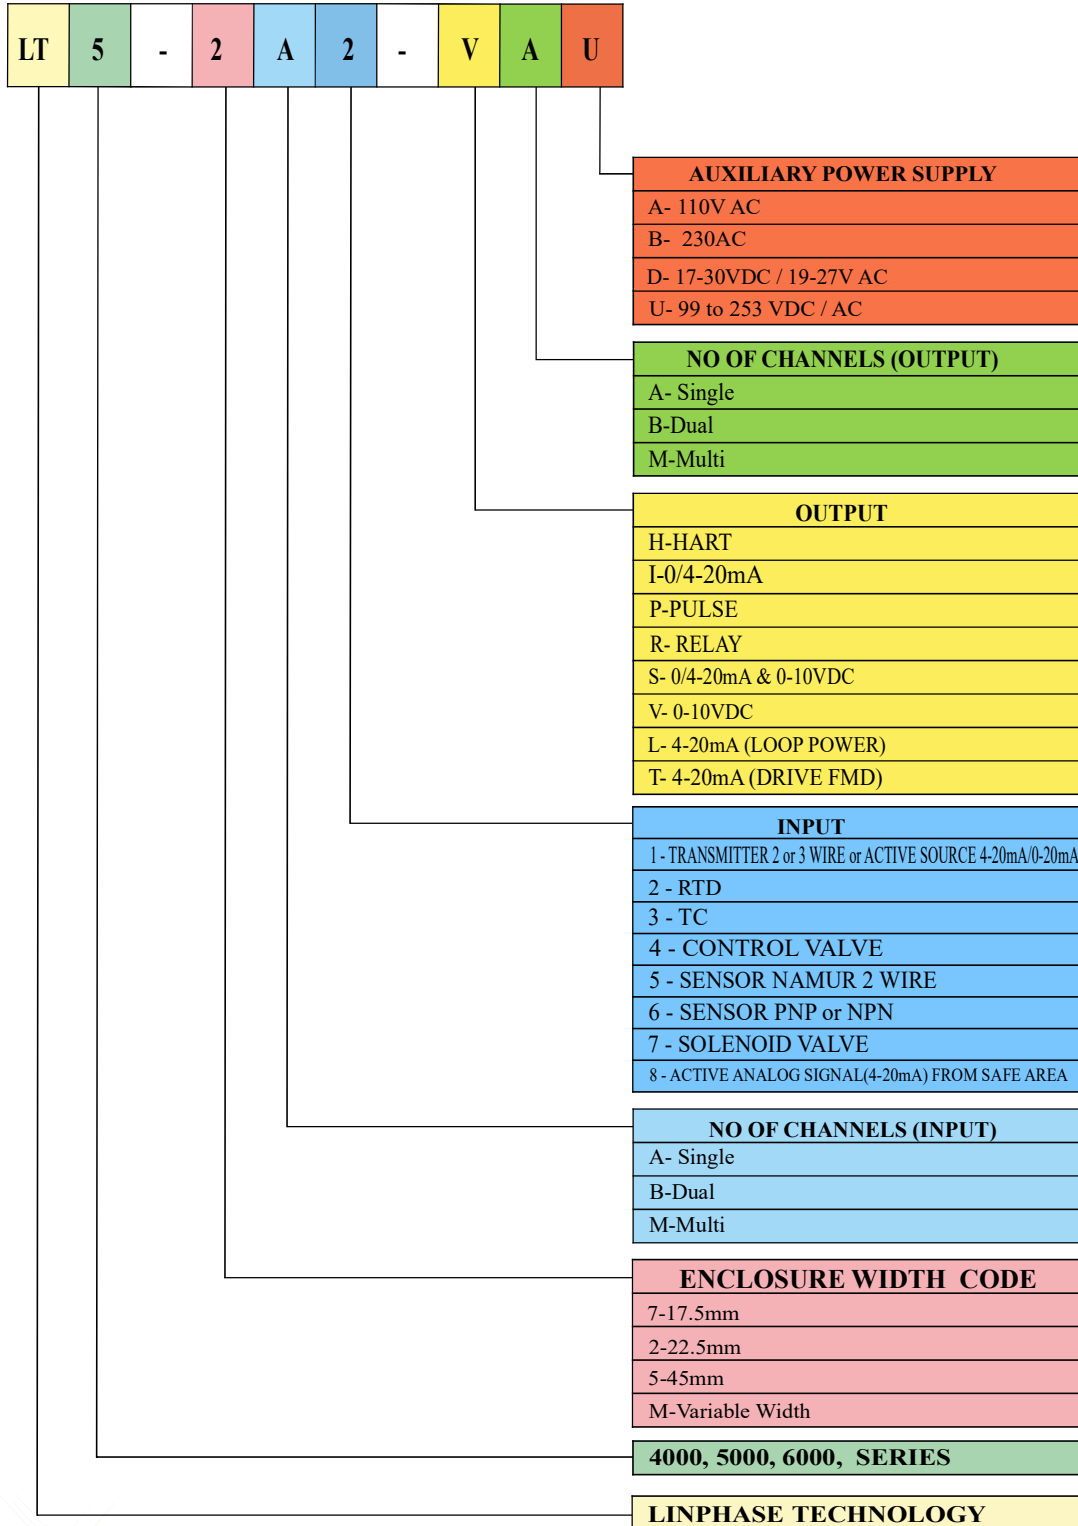 LT 5 - 2 A 2 - V A U
AUXILIARY POWER SUPPLY
A- 110V AC
B- 230AC
D- 17-30VDC / 19-27V AC
U- 99 to 253 VDC / AC
NO OF CHANNELS (OUTPUT)
A- Single
B-Dual
M-Multi
OUTPUT
H-HART
I-0/4-20mA
P-PULSE
R- RELAY
S- 0/4-20mA & 0-10VDC
V- 0-10VDC
L- 4-20mA (LOOP POWER)
T- 4-20mA (DRIVE FMD)
INPUT
1 - TRANSMITTER 2 or 3 WIRE or ACTIVE SOURCE 4-20mA/0-20mA
2 - RTD
3 - TC
4 - CONTROL VALVE
5 - SENSOR NAMUR 2 WIRE
6 - SENSOR PNP or NPN
7 - SOLENOID VALVE
8 - ACTIVE ANALOG SIGNAL(4-20mA) FROM SAFE AREA
NO OF CHANNELS (INPUT)
A- Single
B-Dual
M-Multi
ENCLOSURE WIDTH CODE
7-17.5mm
2-22.5mm
5-45mm
M-Variable Width
4000, 5000, 6000, SERIES
LINPHASE TECHNOLOGY